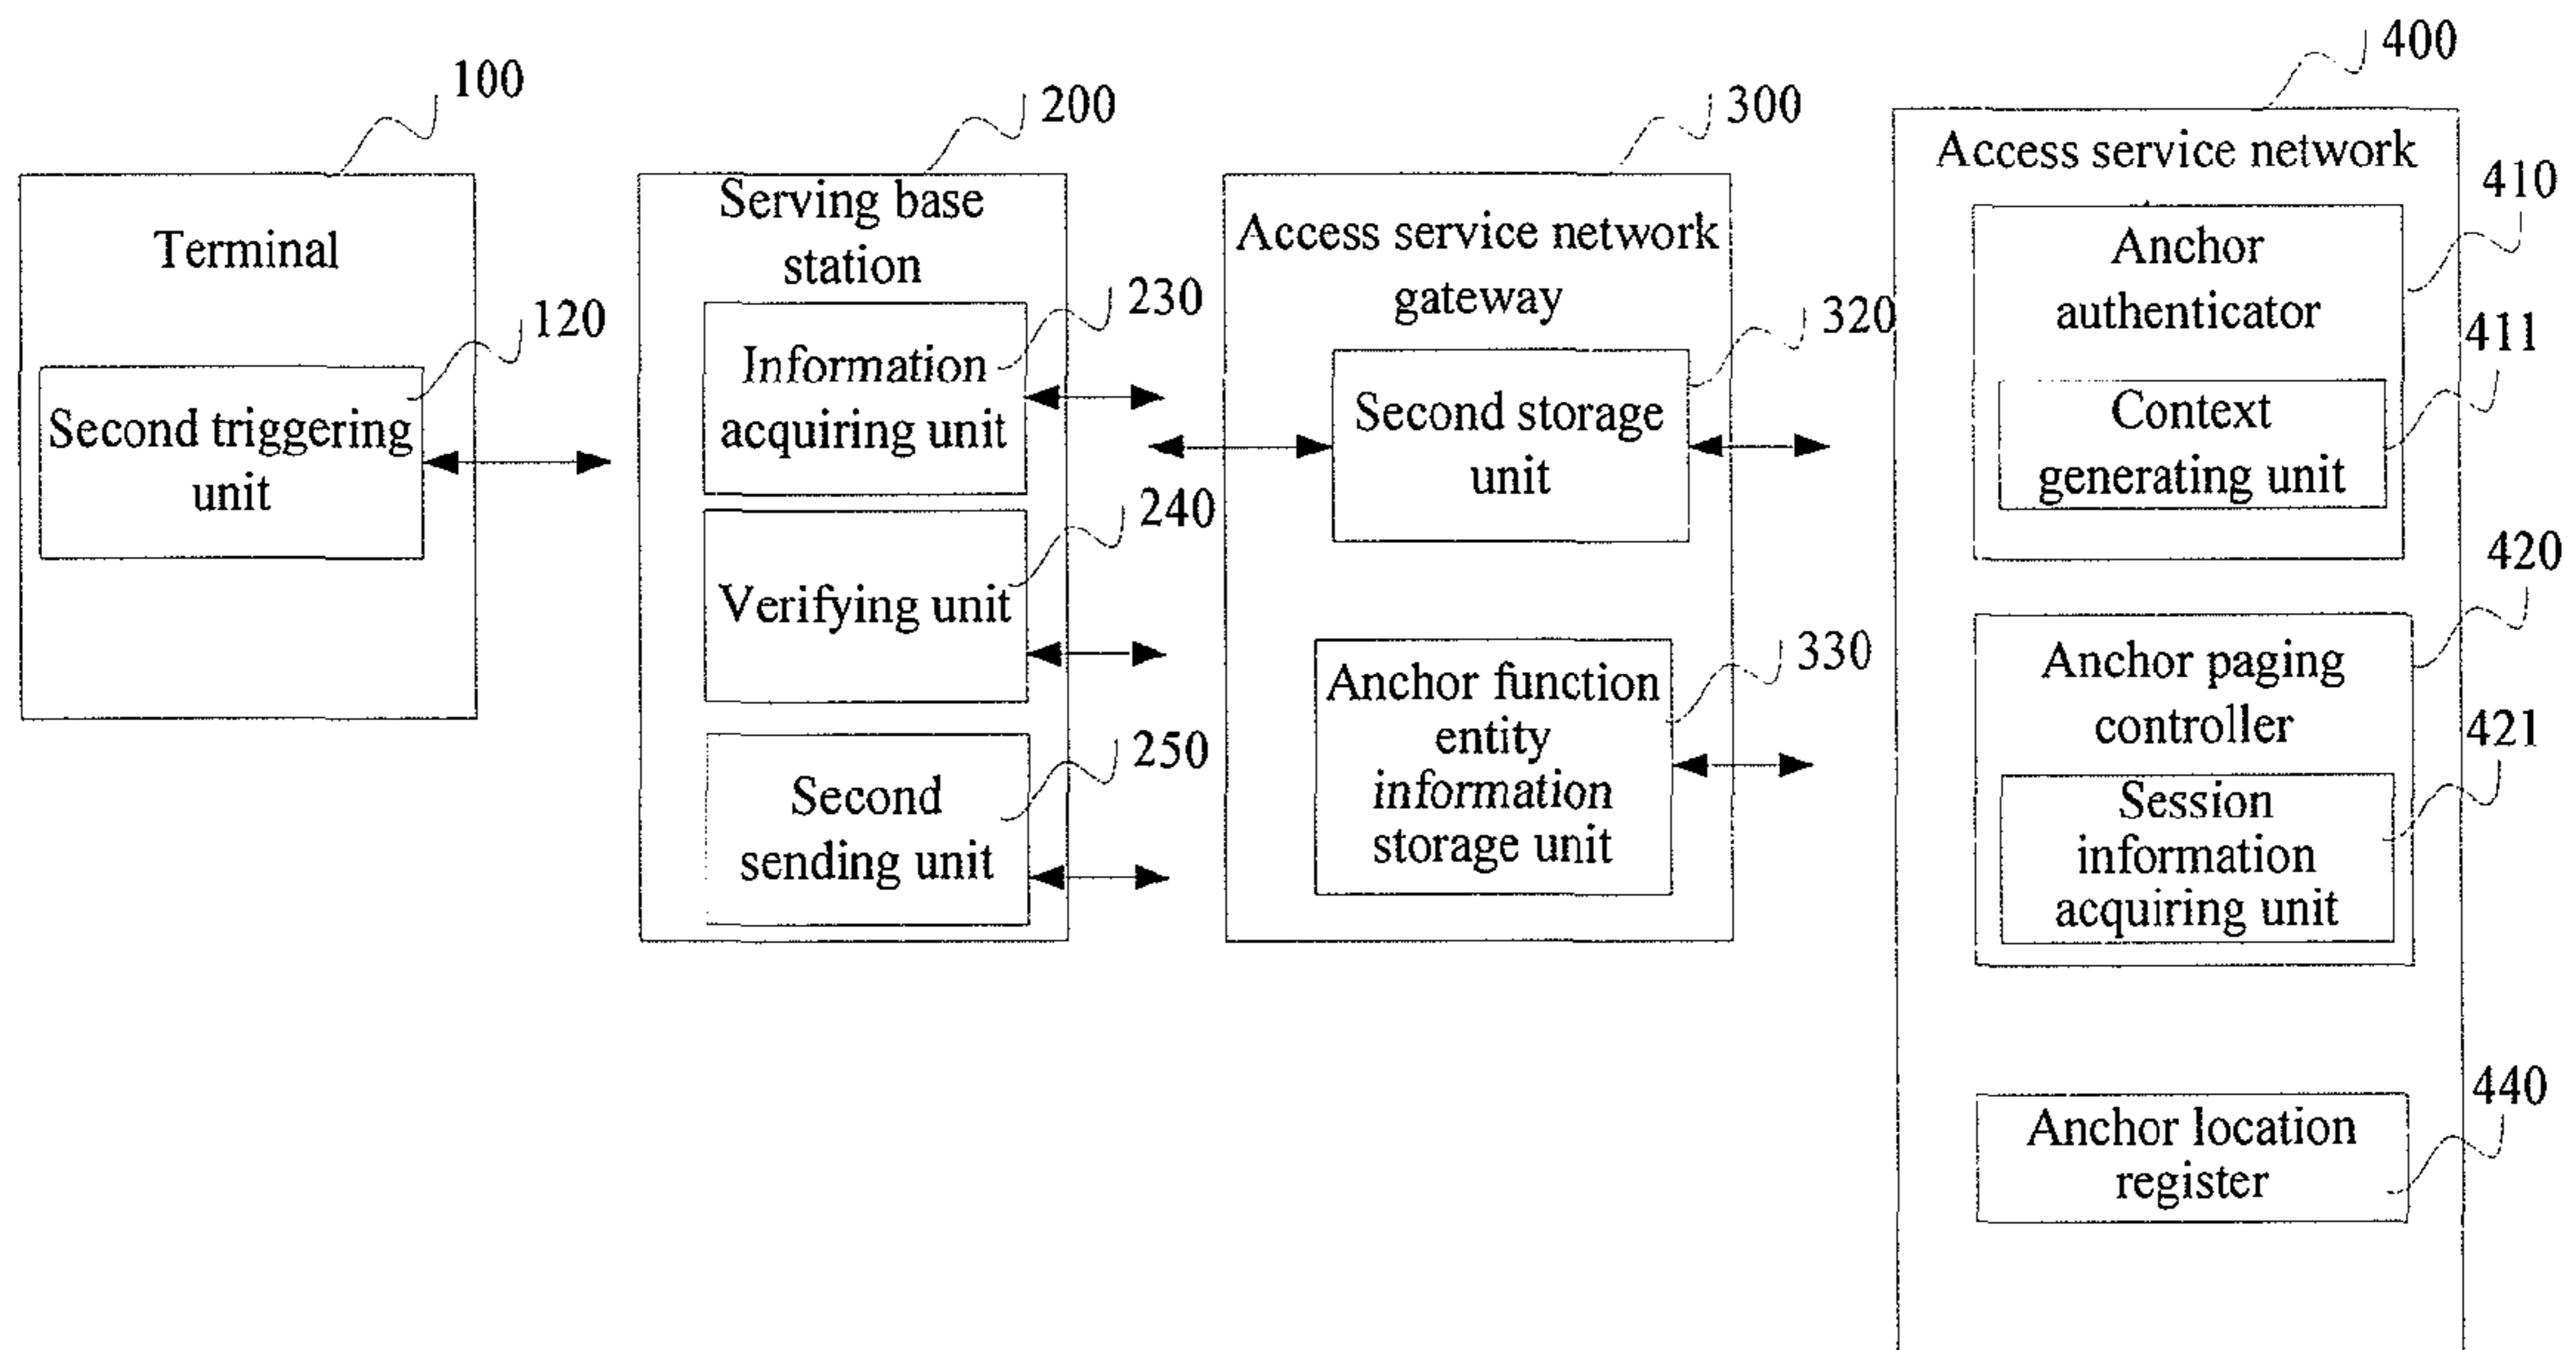 100
Terminal
120
Second triggering
unit
200
Serving base
station
230
Information
acquiring unit
240
Verifying unit
250
Second
sending unit
300
Access service network
gateway
320
Second storage
unit
330
Anchor function
entity
information
storage unit
400
Access service network
410
Anchor
authenticator
411
Context
generating unit
420
Anchor paging
controller
421
Session
information
acquiring unit
440
Anchor location
register